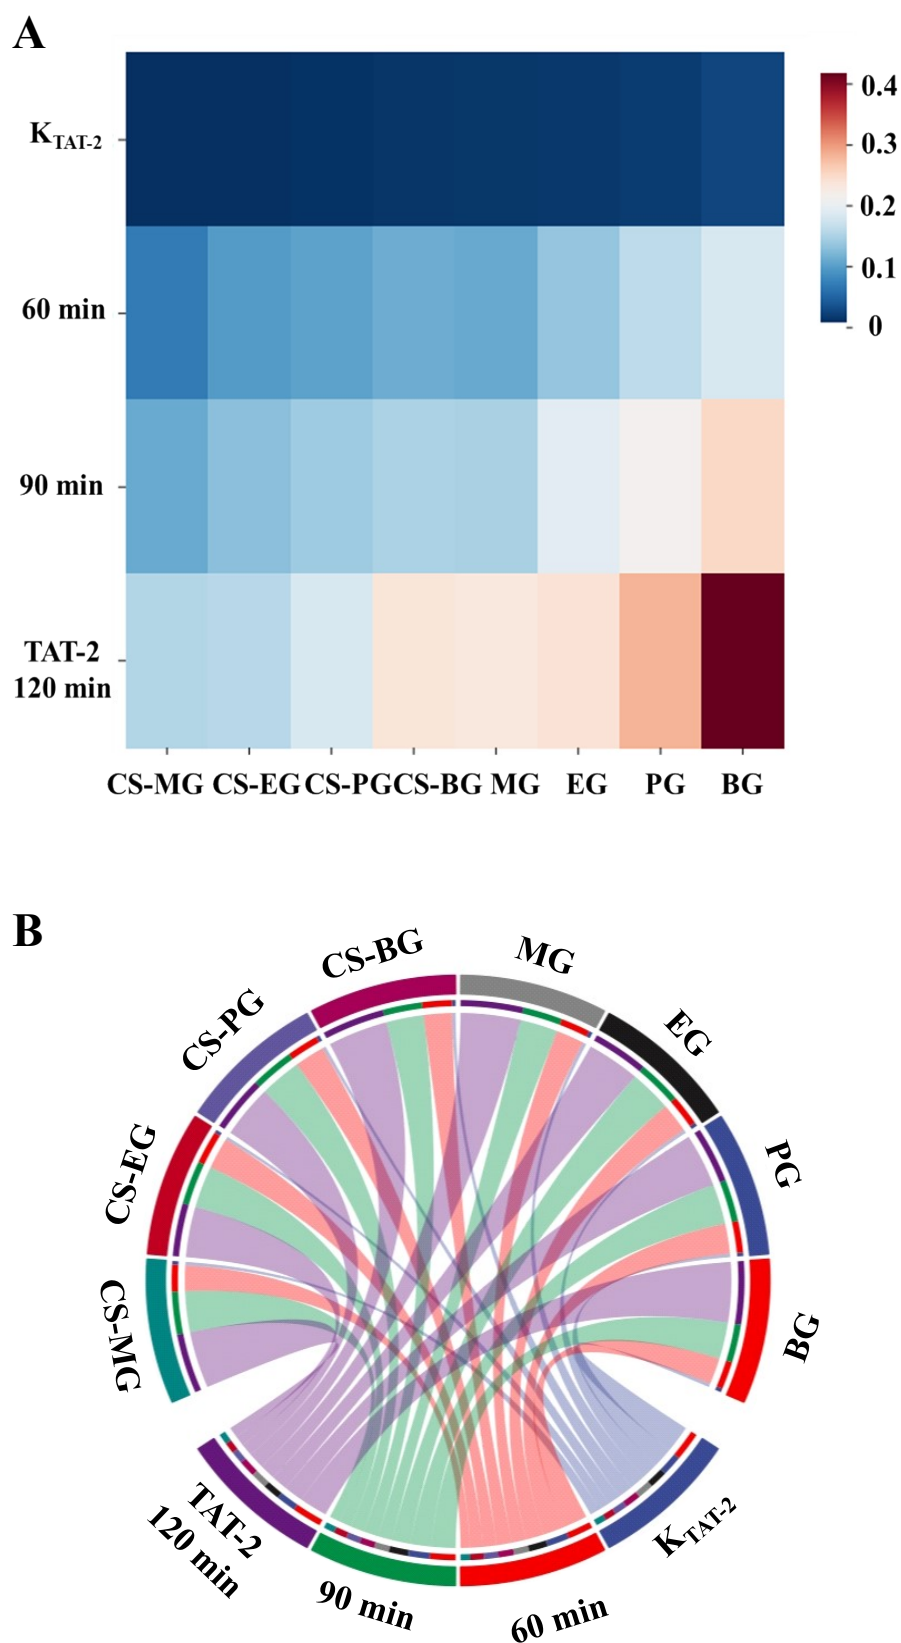 A
K_TAT-2
60 min
90 min
TAT-2
120 min
0.4
0.3
0.2
0.1
0
CS-MG CS-EG CS-PG CS-BG MG EG PG BG
B
CS-BG
MG
CS-PG
EG
CS-EG
PG
CS-MG
BG
TAT-2
120 min
90 min
60 min
K_TAT-2